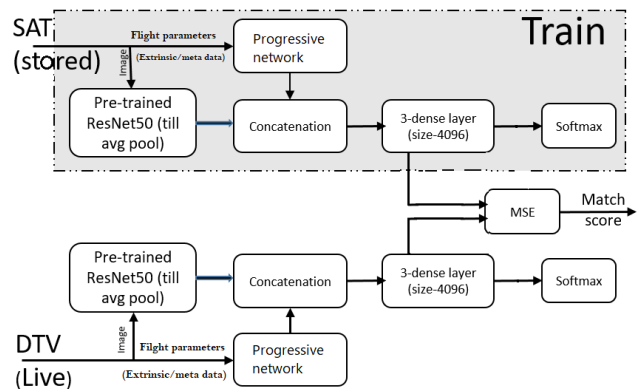 SAT
(stored)
Flight parameters
(Extrinsic/meta data)
Image
Progressive
network
Train
Pre-trained
ResNet50 (till
avg pool)
Concatenation
3-dense layer
(size-4096)
Softmax
MSE
Match
score
Pre-trained
ResNet50 (till
avg pool)
Concatenation
3-dense layer
(size-4096)
Softmax
DTV
(Live)
Image
Filght parameters
(Extrinsic/meta data)
Progressive
network